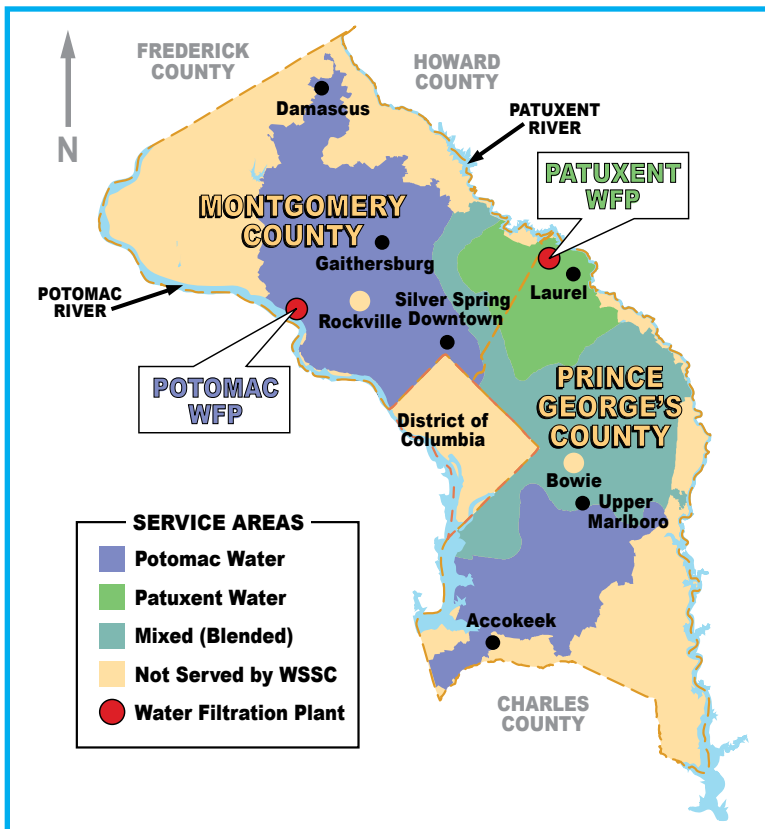 FREDERICK
COUNTY
HOWARD
COUNTY
N
Damascus
PATUXENT
RIVER
PATUXENT
WFP
MONTGOMERY
COUNTY
Gaithersburg
Laurel
POTOMAC
RIVER
Rockville
Silver Spring
Downtown
POTOMAC
WFP
PRINCE
GEORGE'S
COUNTY
District of
Columbia
Bowie
Upper
Marlboro
SERVICE AREAS
Potomac Water
Patuxent Water
Mixed (Blended)
Not Served by WSSC
Water Filtration Plant
Accokeek
CHARLES
COUNTY